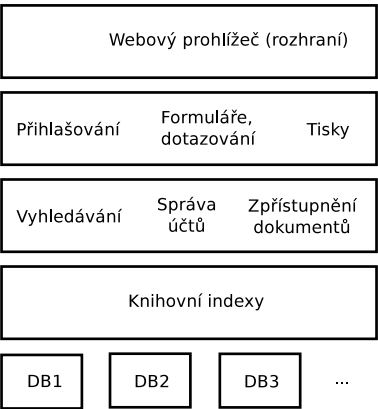 Webový prohlížeč (rozhraní)
Přihlašování
Formuláře,
dotazování
Tisky
Vyhledávání
Správa
účtů
Zpřístupnění
dokumentů
Knihovní indexy
DB1
DB2
DB3
...